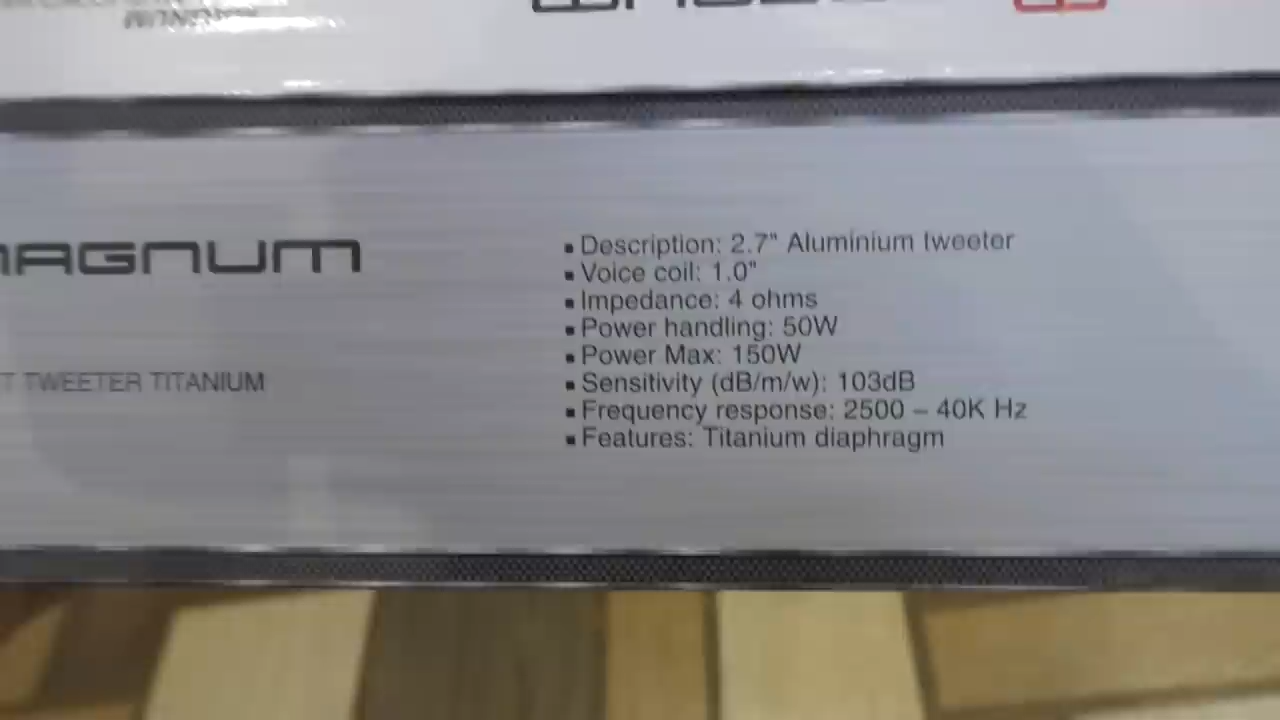 MAGNUM
TWEETER TITANIUM
▪ Description: 2.7" Aluminium tweeter
▪ Voice coil: 1.0"
▪ Impedance: 4 ohms
▪ Power handling: 50W
▪ Power Max: 150W
▪ Sensitivity (dB/m/w): 103dB
▪ Frequency response: 2500 – 40K Hz
▪ Features: Titanium diaphragm